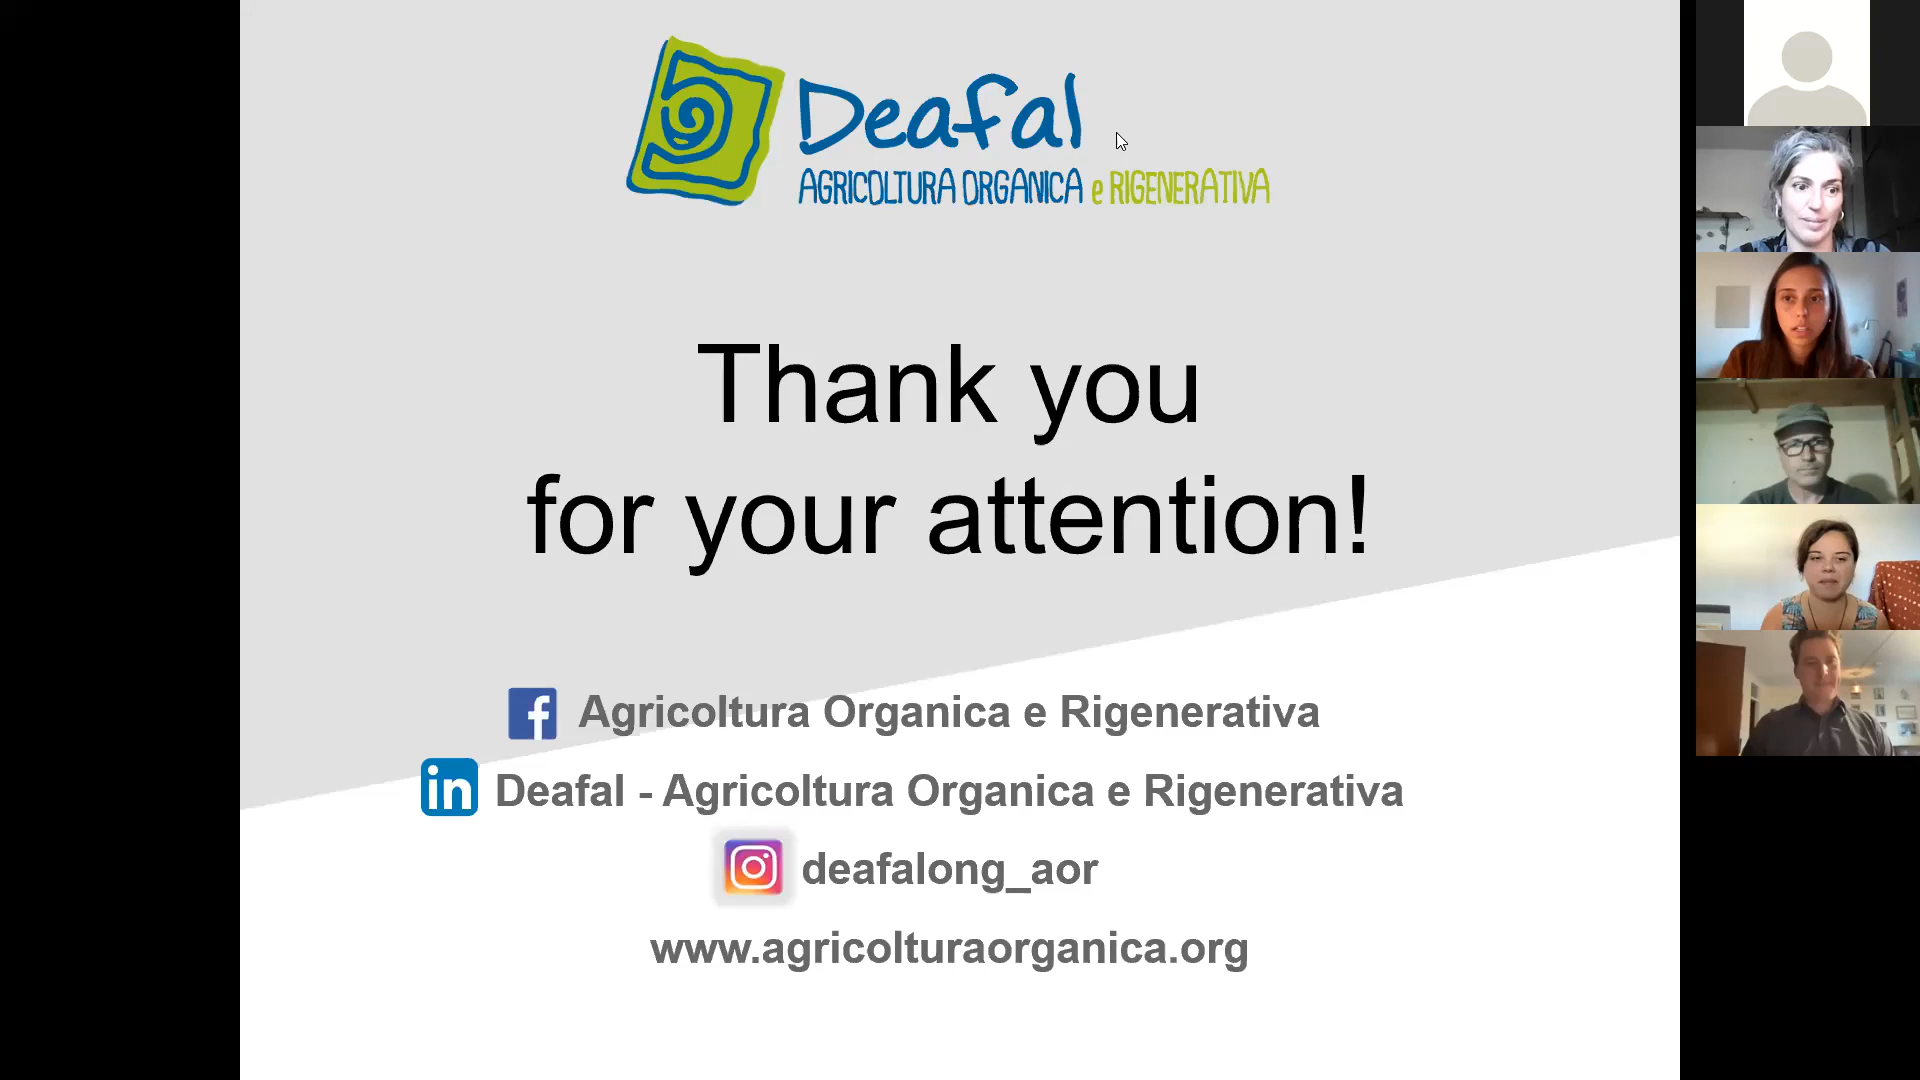 Deafal
AGRICOLTURA ORGANICA e RIGENERATIVA
Thank you
for your attention!
Agricoltura Organica e Rigenerativa
Deafal - Agricoltura Organica e Rigenerativa
deafalong_aor
www.agricolturaorganica.org